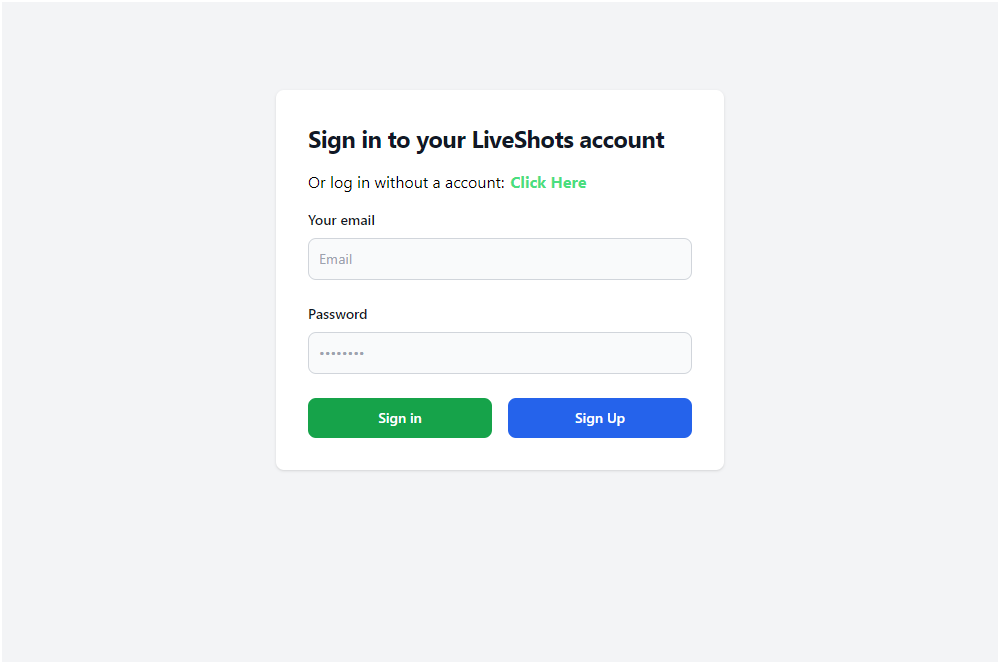 Sign in to your LiveShots account
Or log in without a account: Click Here
Your email
Email
Password
••••••••
Sign in
Sign Up